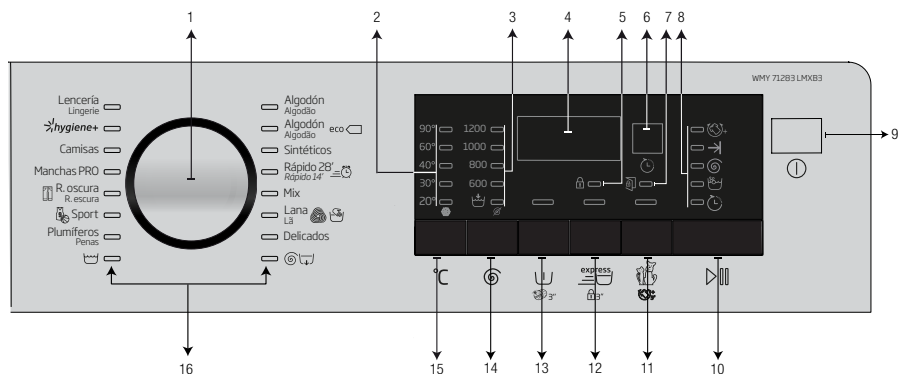 1
2
3
4
5
6
7
8
WMY 71283 LMXB3
9
Lencería
Lingerie
hygiene+
Camisas
Manchas PRO
R. oscura
R. escura
Sport
Plumíferos
Penas
Algodón
Algodão
Algodón eco
Algodão
Sintéticos
Rápido 28'
Rápido 14'
Mix
Lana
Lã
Delicados
90° 1200
60° 1000
40° 800
30° 600
20°
+
°C
3"
express
3"
16
15
14
13
12
11
10